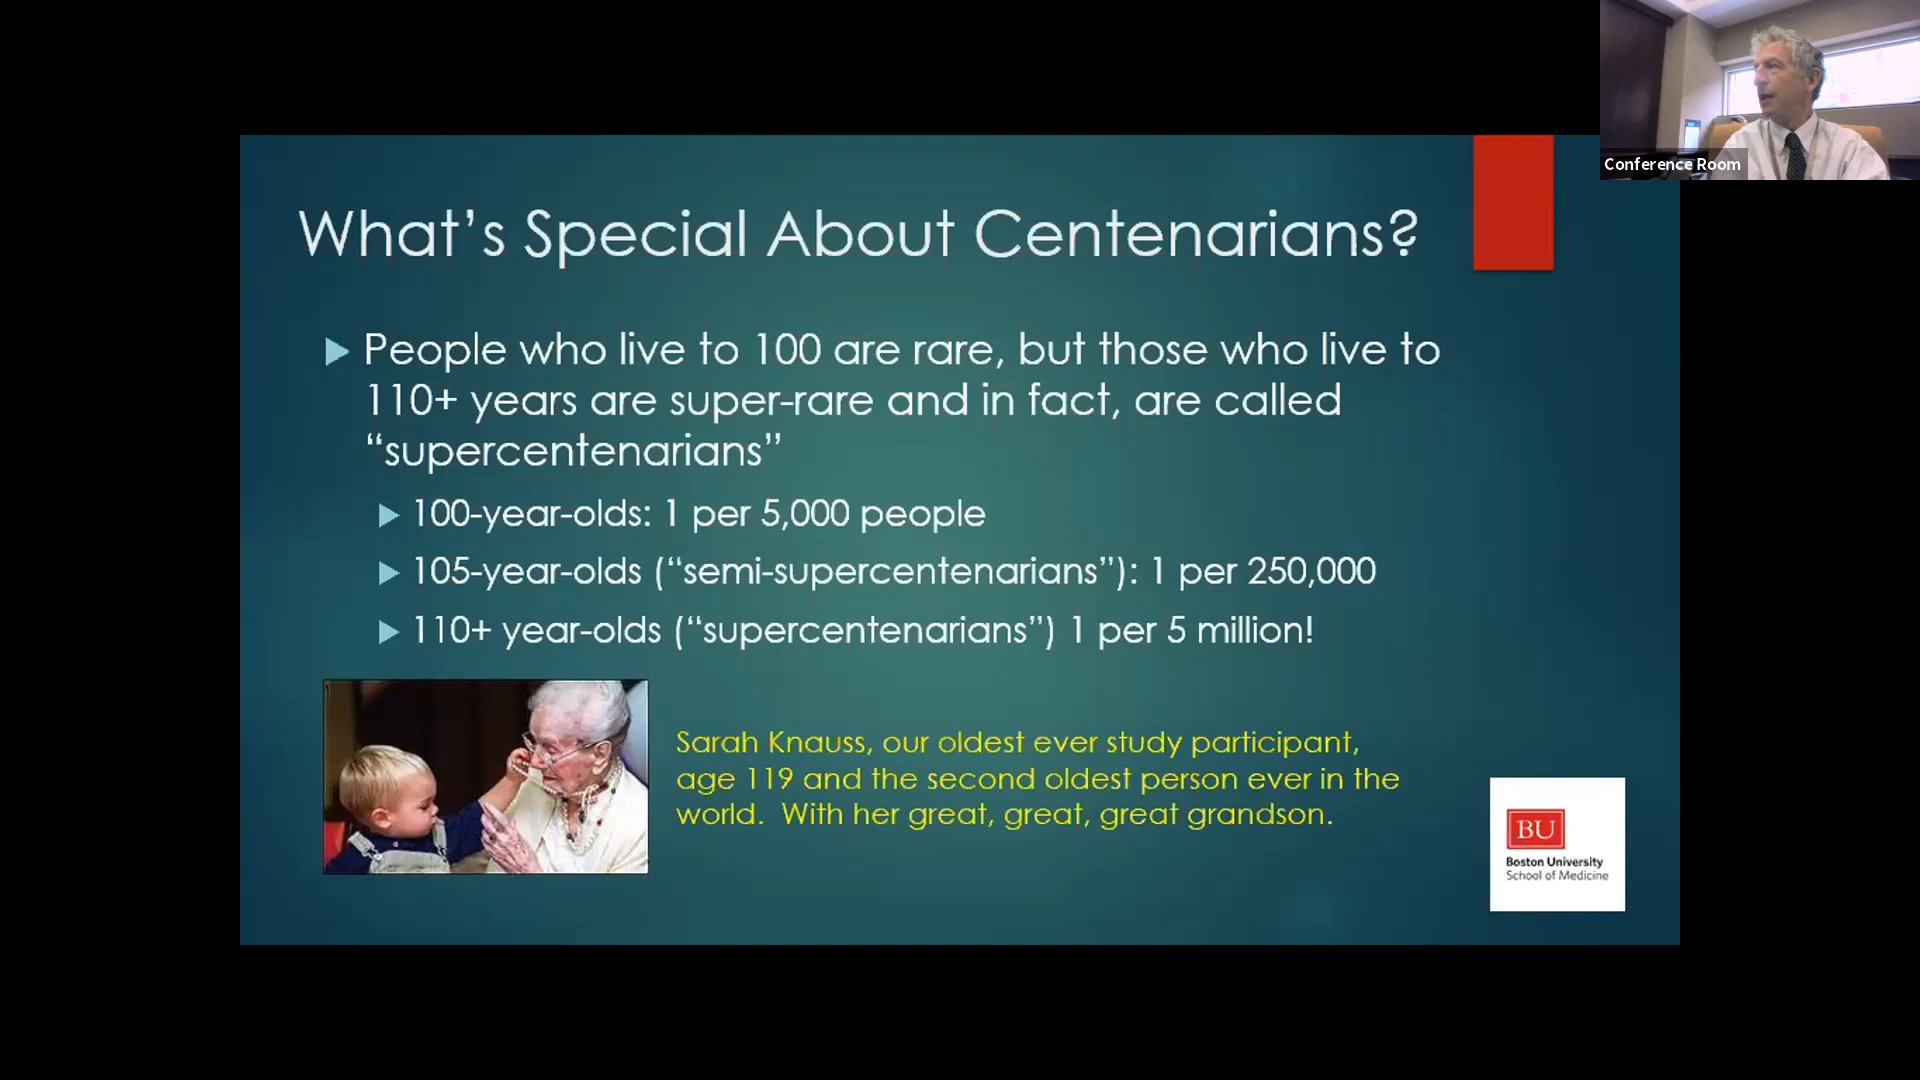 Conference Room
What's Special About Centenarians?
People who live to 100 are rare, but those who live to
110+ years are super-rare and in fact, are called
“supercentenarians”
100-year-olds: 1 per 5,000 people
105-year-olds (“semi-supercentenarians”): 1 per 250,000
110+ year-olds (“supercentenarians”) 1 per 5 million!
Sarah Knauss, our oldest ever study participant,
age 119 and the second oldest person ever in the
world.  With her great, great, great grandson.
BU
Boston University
School of Medicine